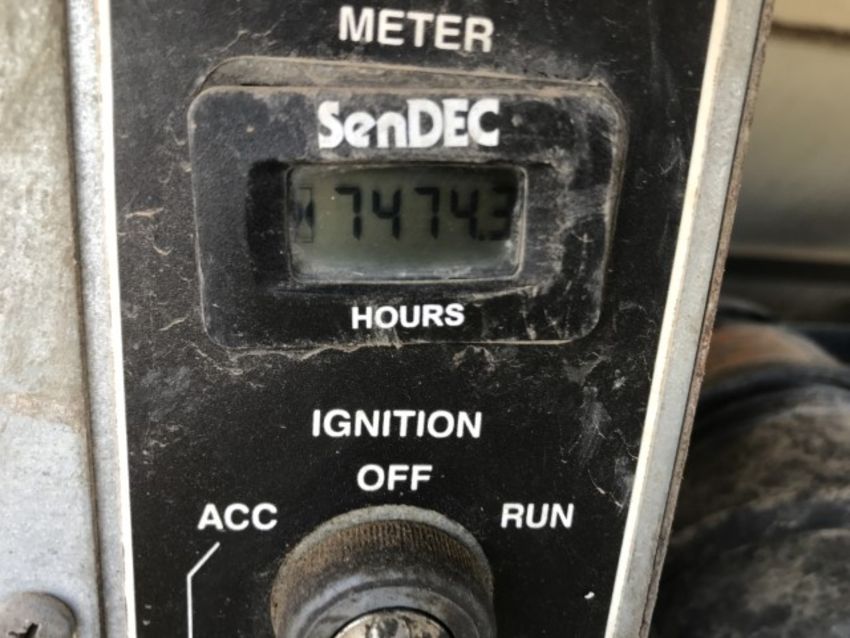 METER
SenDEC
7474.3
HOURS
IGNITION
OFF
ACC
RUN